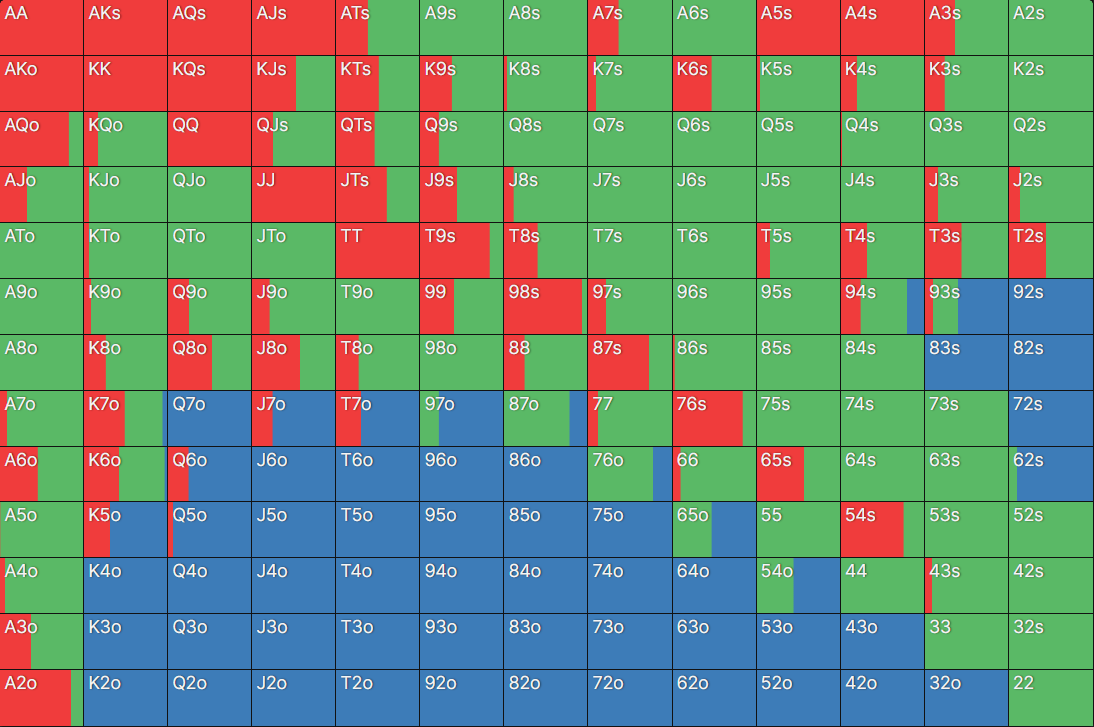 AA AKs AQs AJs ATs A9s A8s A7s A6s A5s A4s A3s A2s
AKo KK KQs KJs KTs K9s K8s K7s K6s K5s K4s K3s K2s
AQo KQo QQ QJs QTs Q9s Q8s Q7s Q6s Q5s Q4s Q3s Q2s
AJo KJo QJo JJ JTs J9s J8s J7s J6s J5s J4s J3s J2s
ATo KTo QTo JTo TT T9s T8s T7s T6s T5s T4s T3s T2s
A9o K9o Q9o J9o T9o 99 98s 97s 96s 95s 94s 93s 92s
A8o K8o Q8o J8o T8o 98o 88 87s 86s 85s 84s 83s 82s
A7o K7o Q7o J7o T7o 97o 87o 77 76s 75s 74s 73s 72s
A6o K6o Q6o J6o T6o 96o 86o 76o 66 65s 64s 63s 62s
A5o K5o Q5o J5o T5o 95o 85o 75o 65o 55 54s 53s 52s
A4o K4o Q4o J4o T4o 94o 84o 74o 64o 54o 44 43s 42s
A3o K3o Q3o J3o T3o 93o 83o 73o 63o 53o 43o 33 32s
A2o K2o Q2o J2o T2o 92o 82o 72o 62o 52o 42o 32o 22